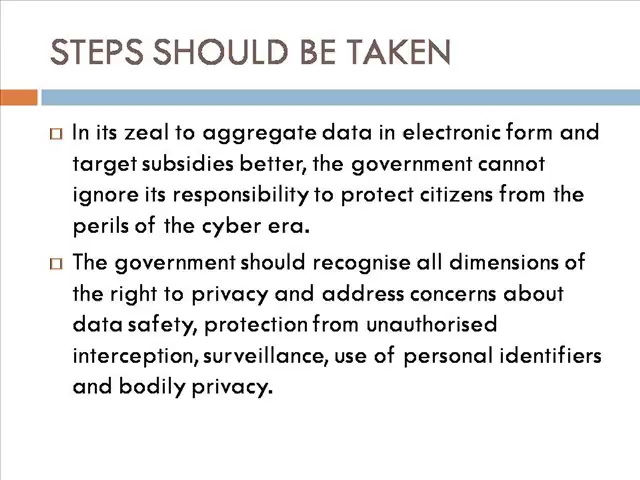 STEPS SHOULD BE TAKEN
In its zeal to aggregate data in electronic form and
target subsidies better, the government cannot
ignore its responsibility to protect citizens from the
perils of the cyber era.
The government should recognise all dimensions of
the right to privacy and address concerns about
data safety, protection from unauthorised
interception, surveillance, use of personal identifiers
and bodily privacy.